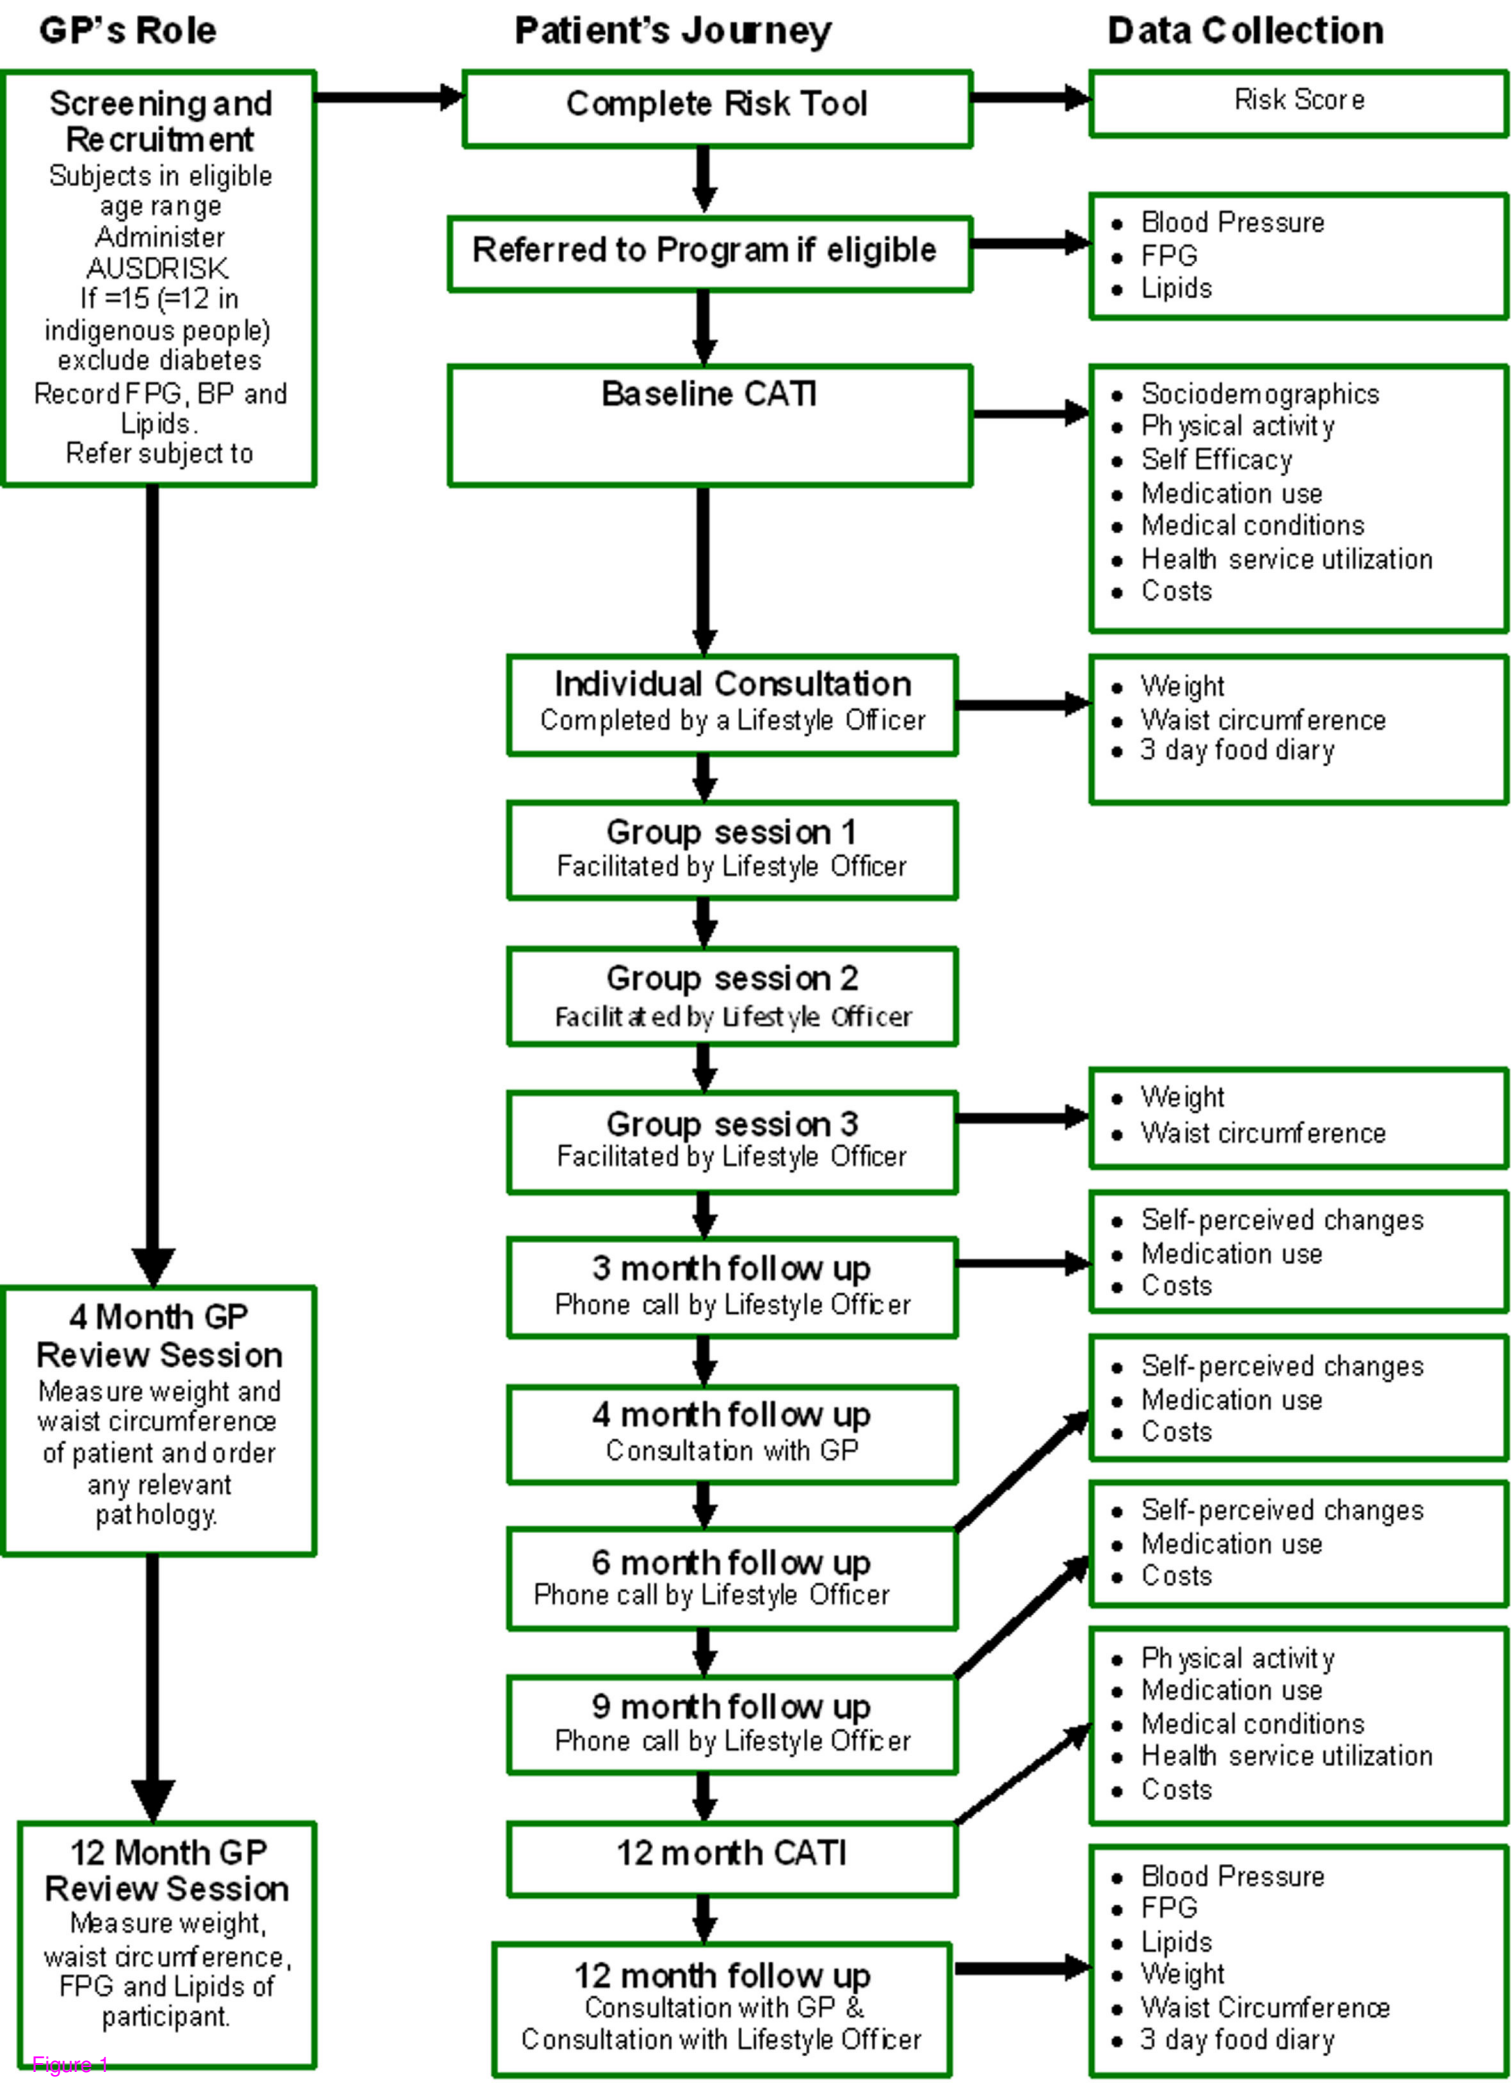 GP's Role
Patient's Journey
Data Collection
Screening and
Recruitment
Subjects in eligible
age range
Administer
AUSDRISK
If =15 (=12 in
indigenous people)
exclude diabetes
Record FPG, BP and
Lipids.
Refer subject to
4 Month GP
Review Session
Measure weight and
waist circumference
of patient and order
any relevant
pathology.
12 Month GP
Review Session
Measure weight,
waist circumference,
FPG and Lipids of
participant.
Complete Risk Tool
Referred to Program if eligible
Baseline CATI
Individual Consultation
Completed by a Lifestyle Officer
Group session 1
Facilitated by Lifestyle Officer
Group session 2
Facilitated by Lifestyle Officer
Group session 3
Facilitated by Lifestyle Officer
3 month follow up
Phone call by Lifestyle Officer
4 month follow up
Consultation with GP
6 month follow up
Phone call by Lifestyle Officer
9 month follow up
Phone call by Lifestyle Officer
12 month CATI
12 month follow up
Consultation with GP &
Consultation with Lifestyle Officer
Risk Score
• Blood Pressure
• FPG
• Lipids
• Sociodemographics
• Physical activity
• Self Efficacy
• Medication use
• Medical conditions
• Health service utilization
• Costs
• Weight
• Waist circumference
• 3 day food diary
• Weight
• Waist circumference
• Self-perceived changes
• Medication use
• Costs
• Self-perceived changes
• Medication use
• Costs
• Self-perceived changes
• Medication use
• Costs
• Physical activity
• Medication use
• Medical conditions
• Health service utilization
• Costs
• Blood Pressure
• FPG
• Lipids
• Weight
• Waist Circumference
• 3 day food diary
Figure 1